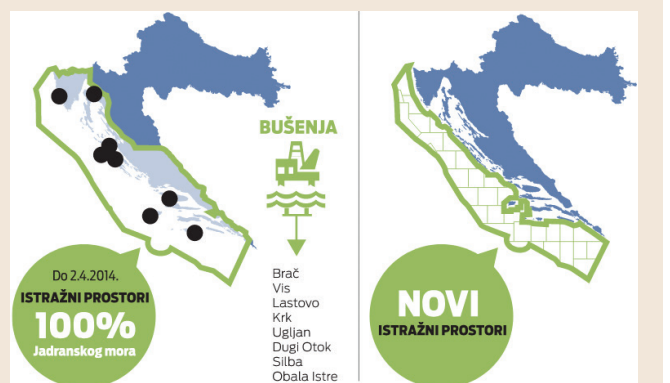 BUŠENJA
Do 2.4.2014.
ISTRAŽNI PROSTORI
100%
Jadranskog mora
Brač
Vis
Lastovo
Krk
Ugljan
Dugi Otok
Silba
Obala Istre
NOVI
ISTRAŽNI PROSTORI